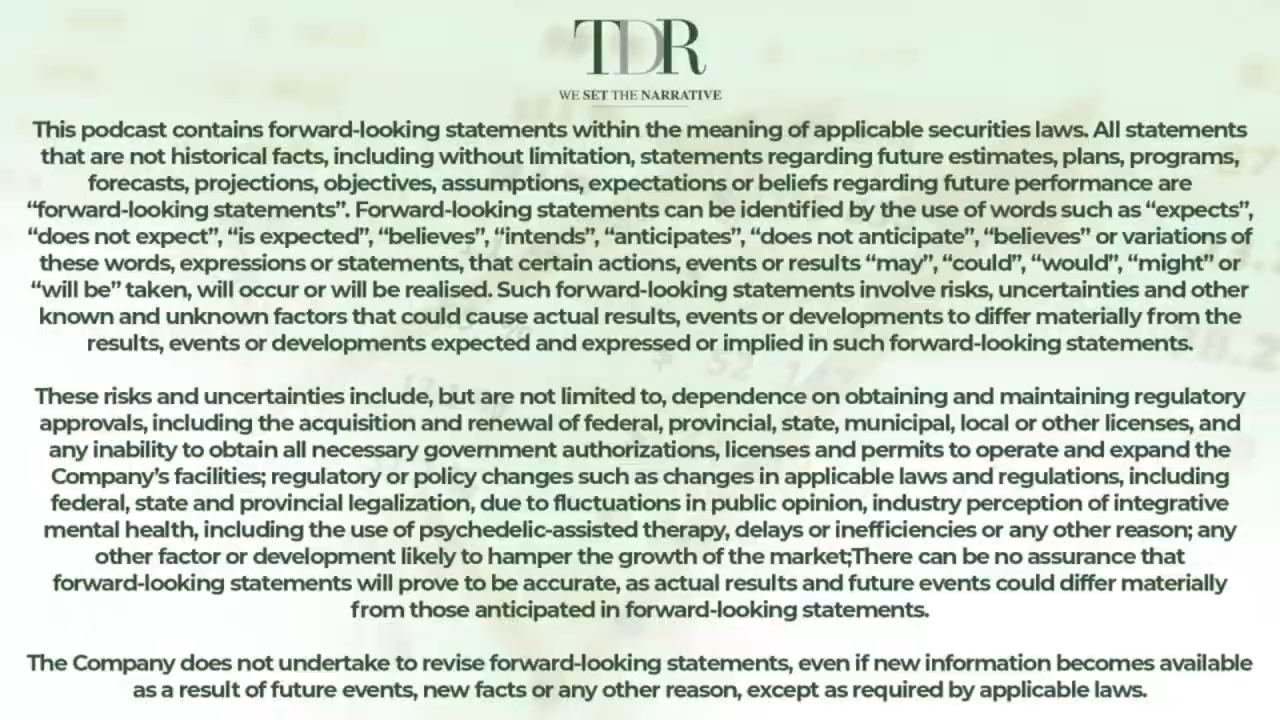 TDR
WE SET THE NARRATIVE
This podcast contains forward-looking statements within the meaning of applicable securities laws. All statements
that are not historical facts, including without limitation, statements regarding future estimates, plans, programs,
forecasts, projections, objectives, assumptions, expectations or beliefs regarding future performance are
“forward-looking statements”. Forward-looking statements can be identified by the use of words such as “expects”,
“does not expect”, “is expected”, “believes”, “intends”, “anticipates”, “does not anticipate”, “believes” or variations of
these words, expressions or statements, that certain actions, events or results “may”, “could”, “would”, “might” or
“will be” taken, will occur or will be realised. Such forward-looking statements involve risks, uncertainties and other
known and unknown factors that could cause actual results, events or developments to differ materially from the
results, events or developments expected and expressed or implied in such forward-looking statements.
These risks and uncertainties include, but are not limited to, dependence on obtaining and maintaining regulatory
approvals, including the acquisition and renewal of federal, provincial, state, municipal, local or other licenses, and
any inability to obtain all necessary government authorizations, licenses and permits to operate and expand the
Company’s facilities; regulatory or policy changes such as changes in applicable laws and regulations, including
federal, state and provincial legalization, due to fluctuations in public opinion, industry perception of integrative
mental health, including the use of psychedelic-assisted therapy, delays or inefficiencies or any other reason; any
other factor or development likely to hamper the growth of the market;There can be no assurance that
forward-looking statements will prove to be accurate, as actual results and future events could differ materially
from those anticipated in forward-looking statements.
The Company does not undertake to revise forward-looking statements, even if new information becomes available
as a result of future events, new facts or any other reason, except as required by applicable laws.